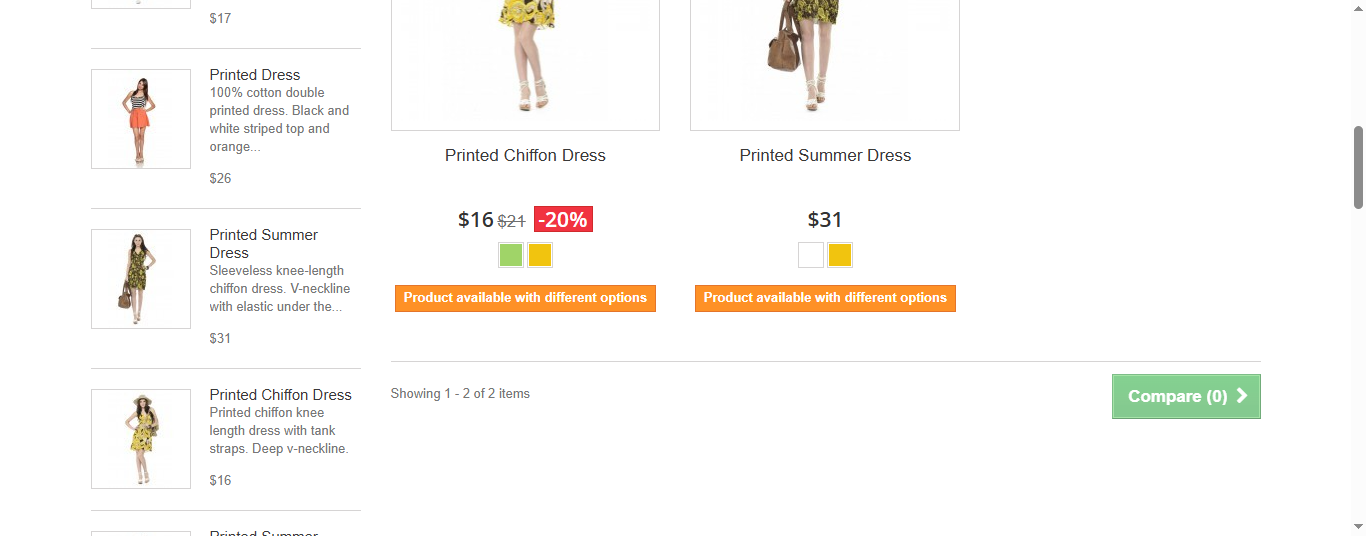 $17
Printed Dress
100% cotton double
printed dress. Black and
white striped top and
orange...
$26
Printed Summer
Dress
Sleeveless knee-length
chiffon dress. V-neckline
with elastic under the...
$31
Printed Chiffon Dress
Printed chiffon knee
length dress with tank
straps. Deep v-neckline.
$16
Printed Summer
Printed Chiffon Dress
$16 $21 -20%
Product available with different options
Printed Summer Dress
$31
Product available with different options
Showing 1 - 2 of 2 items
Compare (0)